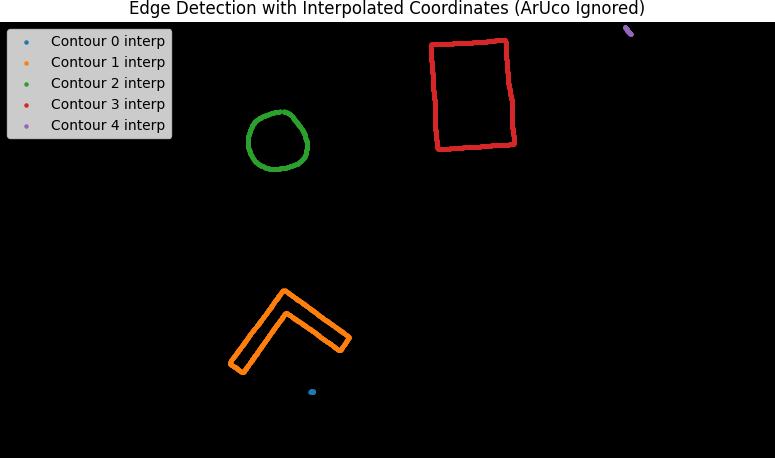 Edge Detection with Interpolated Coordinates (ArUco Ignored)
Contour 0 interp
Contour 1 interp
Contour 2 interp
Contour 3 interp
Contour 4 interp